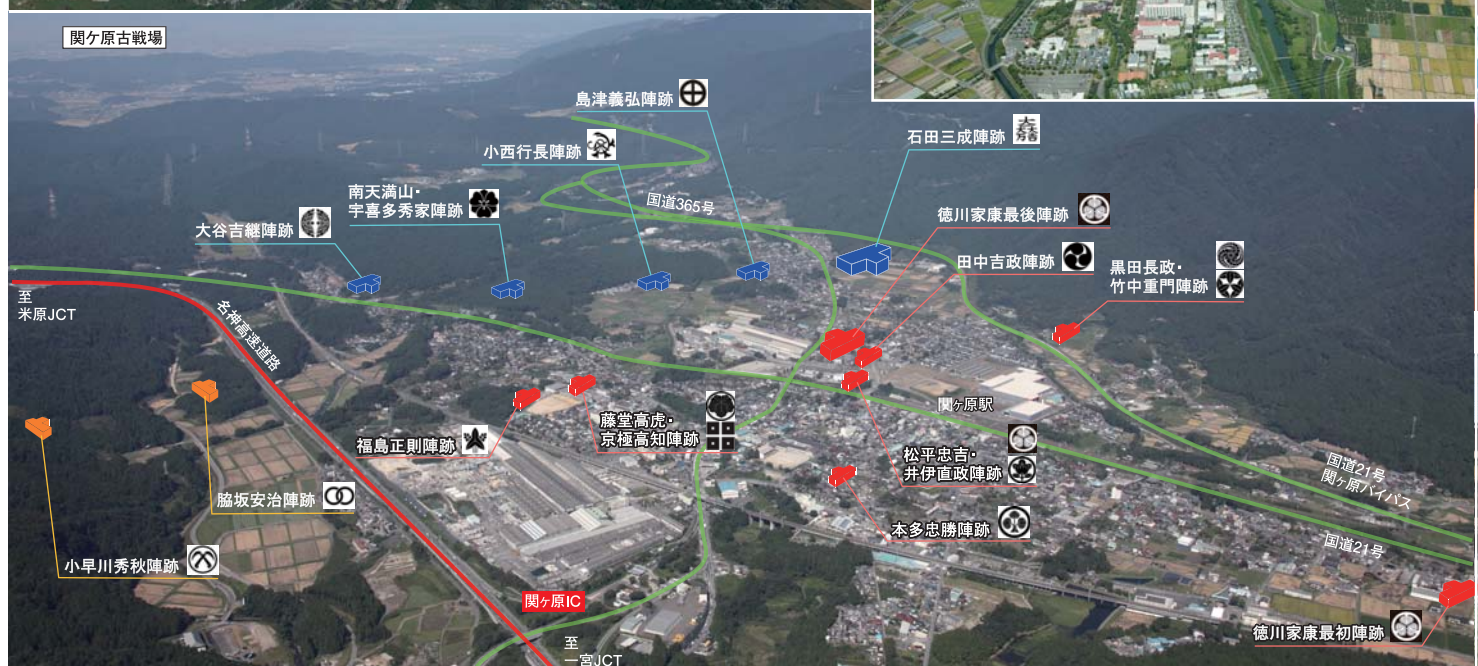 関ケ原古戦場
島津義弘陣跡
石田三成陣跡
小西行長陣跡
南天満山・
宇喜多秀家陣跡
国道365号
徳川家康最後陣跡
大谷吉継陣跡
田中吉政陣跡
黒田長政・
竹中重門陣跡
至
米原JCT
名神高速道路
関ヶ原駅
藤堂高虎・
京極高知陣跡
福島正則陣跡
松平忠吉・
井伊直政陣跡
国道21号
関ヶ原バイパス
脇坂安治陣跡
本多忠勝陣跡
国道21号
小早川秀秋陣跡
関ヶ原IC
徳川家康最初陣跡
至
一宮JCT